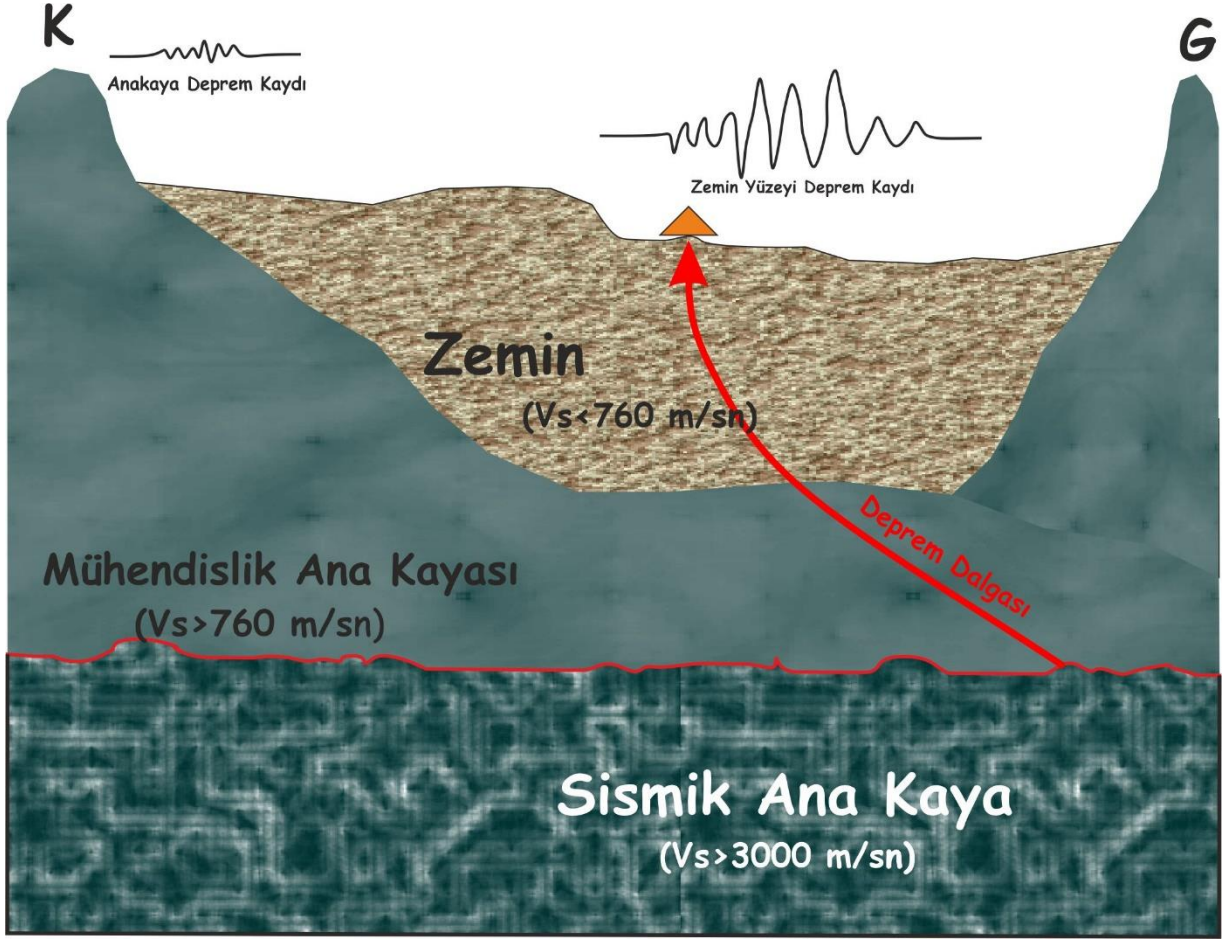 K
G
Anakaya Deprem Kaydı
Zemin Yüzeyi Deprem Kaydı
Zemin
(Vs<760 m/sn)
Deprem Dalgası
Mühendislik Ana Kayası
(Vs>760 m/sn)
Sismik Ana Kaya
(Vs>3000 m/sn)